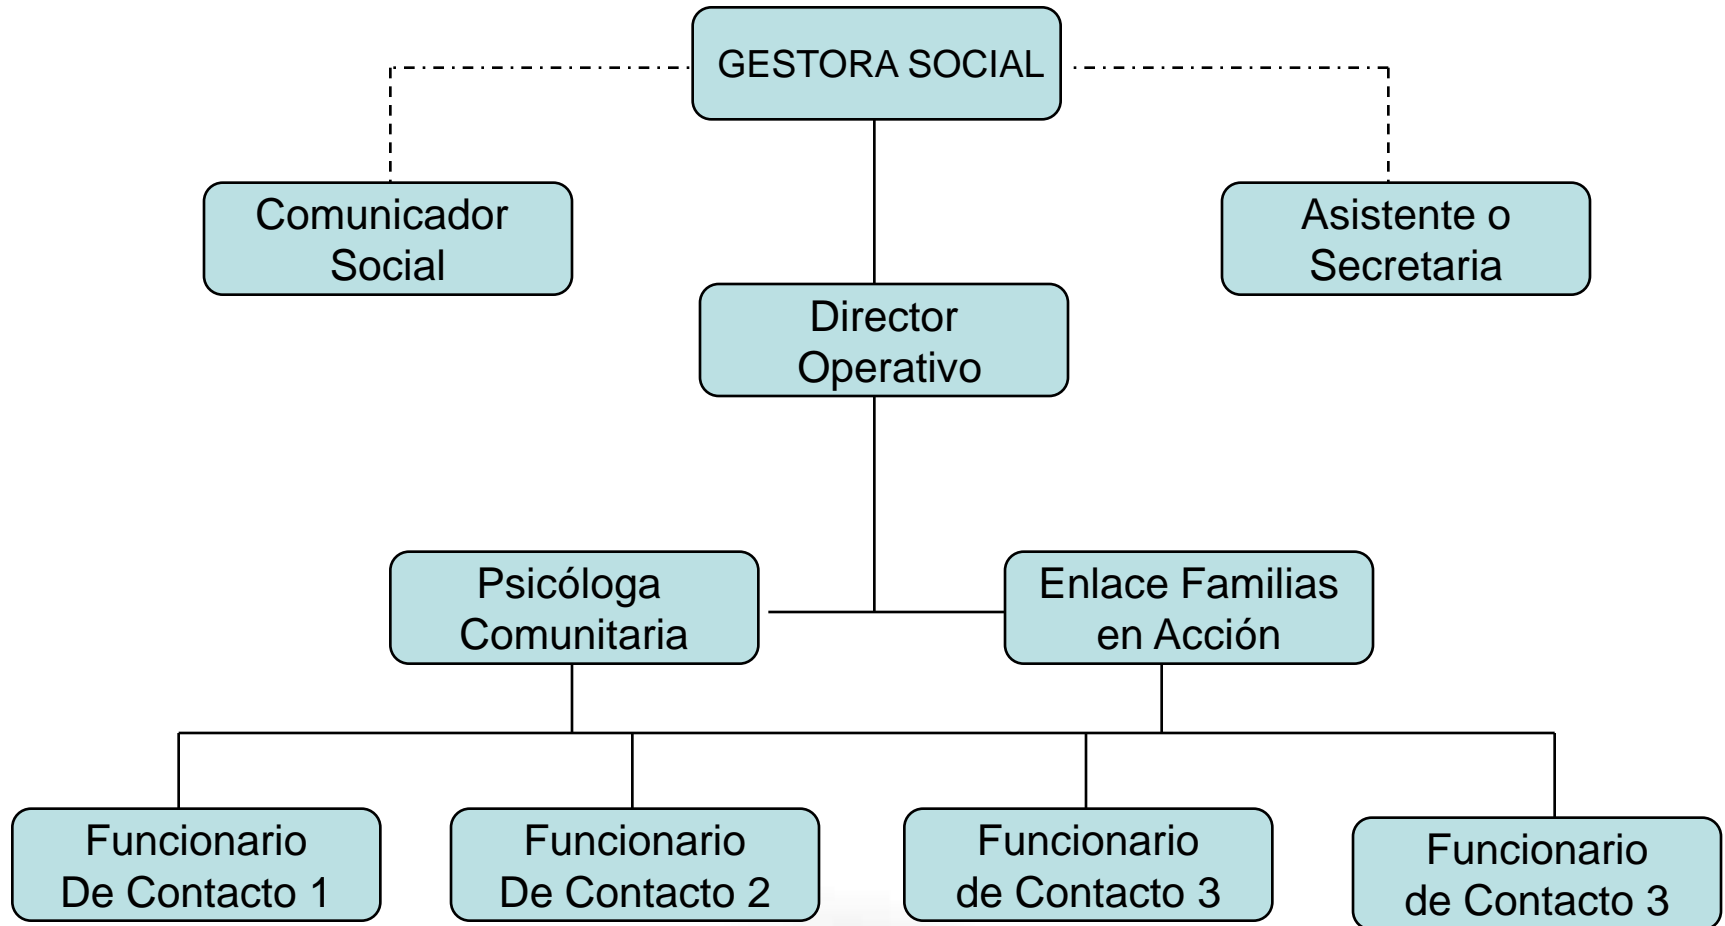 GESTORA SOCIAL
Comunicador
Social
Asistente o
Secretaria
Director
Operativo
Psicóloga
Comunitaria
Enlace Familias
en Acción
Funcionario
De Contacto 1
Funcionario
De Contacto 2
Funcionario
de Contacto 3
Funcionario
de Contacto 3